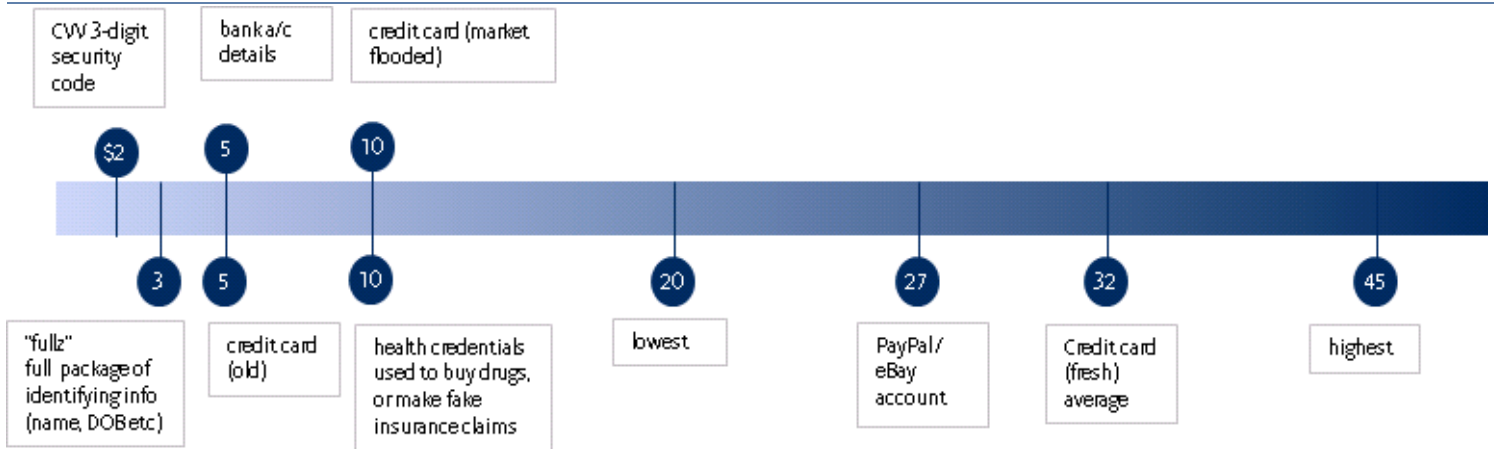 CVV 3-digit
security
code
bank a/c
details
credit card (market
flooded)
$2
5
10
3
5
10
20
27
32
45
"fullz"
full package of
identifying info
(name, DOB etc)
credit card
(old)
health credentials
used to buy drugs,
or make fake
insurance claims
lowest
PayPal/
eBay
account
Credit card
(fresh)
average
highest